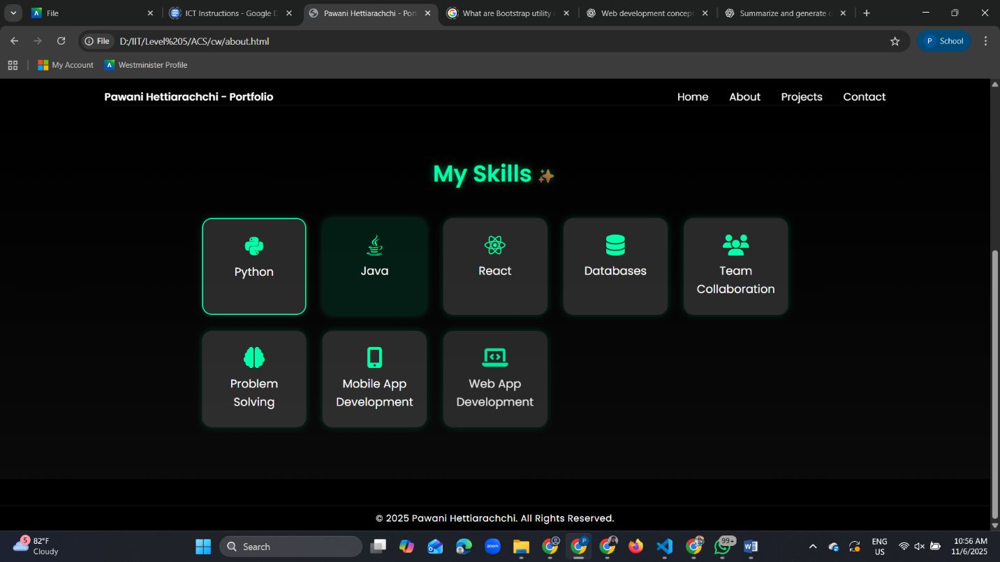 File
ICT Instructions - Google D
Pawani Hettiarachchi - Port
What are Bootstrap utility
Web development concept
Summarize and generate
File
D:/IIT/Level%205/ACS/cw/about.html
P
School
My Account
Westminister Profile
Pawani Hettiarachchi - Portfolio
Home
About
Projects
Contact
My Skills
Python
Java
React
Databases
Team
Collaboration
Problem
Solving
Mobile App
Development
Web App
Development
© 2025 Pawani Hettiarachchi. All Rights Reserved.
5
82°F
Cloudy
Search
zoom
P
99+
ENG
US
10:56 AM
11/6/2025